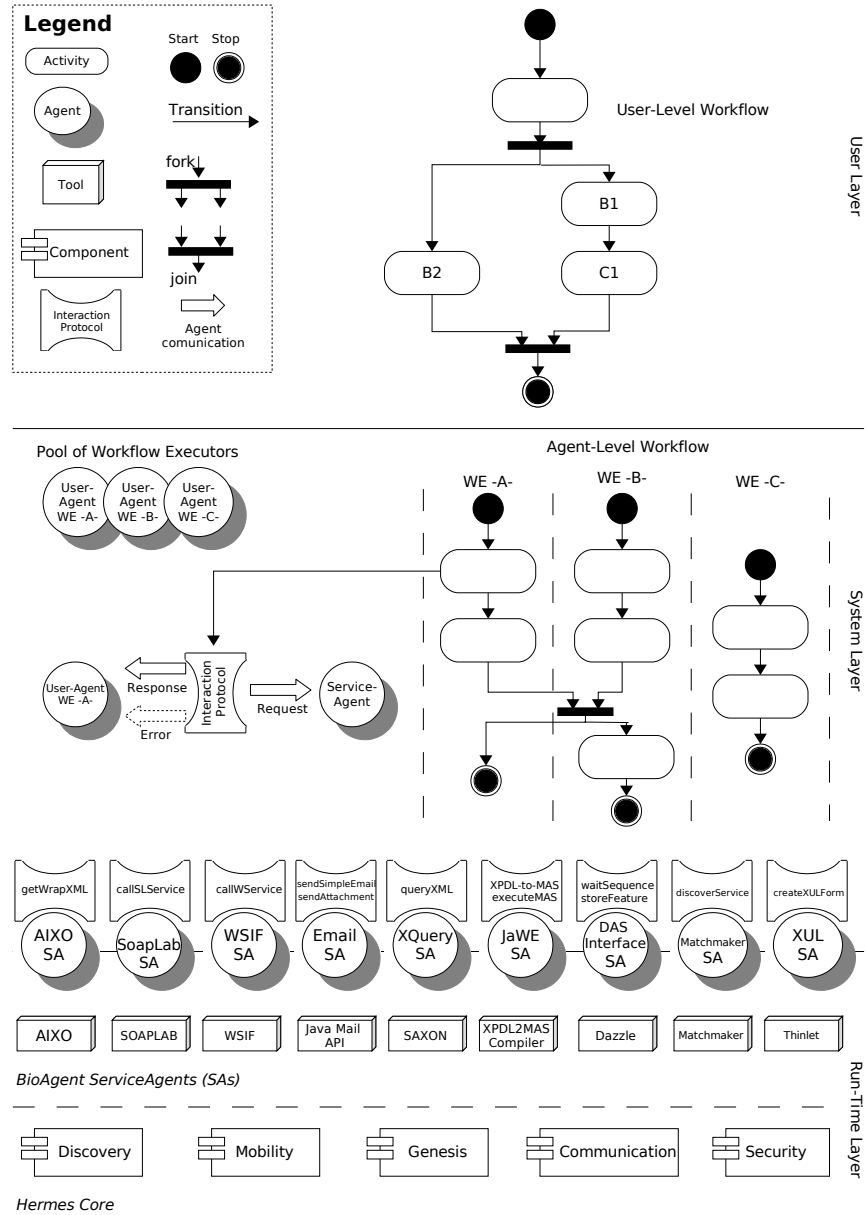 Legend
Start
Stop
Activity
Agent
Transition
Tool
fork
Component
join
Interaction
Protocol
Agent
comunication
User-Level Workflow
B1
B2
C1
User Layer
Pool of Workflow Executors
Agent-Level Workflow
User-
Agent
WE -A-
User-
Agent
WE -B-
User-
Agent
WE -C-
WE -A-
WE -B-
WE -C-
System Layer
User-Agent
WE -A-
Response
Error
Interaction
Protocol
Request
Service-
Agent
getWrapXML
callSLService
callWService
sendSimpleEmail
sendAttachment
queryXML
XPDL-to-MAS
executeMAS
waitSequence
storeFeature
discoverService
createXULForm
AIXO
SA
SoapLab
SA
WSIF
SA
Email
SA
XQuery
SA
JaWE
SA
DAS
Interface
SA
Matchmaker
SA
XUL
SA
AIXO
SOAPLAB
WSIF
Java Mail
API
SAXON
XPDL2MAS
Compiler
Dazzle
Matchmaker
Thinlet
BioAgent ServiceAgents (SAs)
Run-Time Layer
Discovery
Mobility
Genesis
Communication
Security
Hermes Core